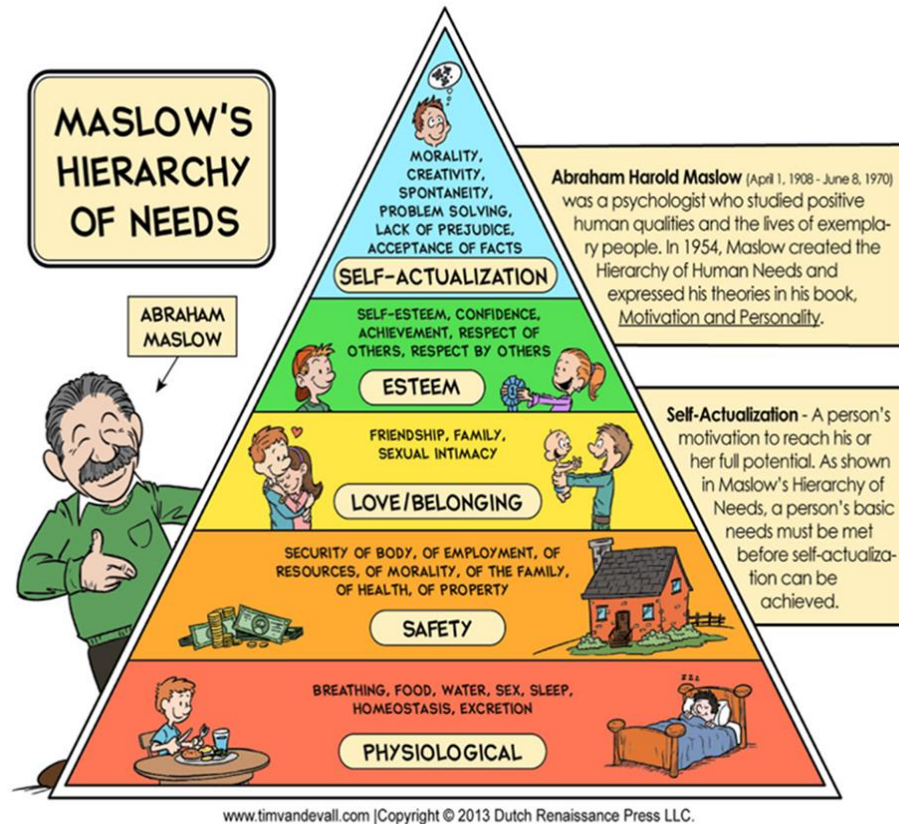 MASLOW'S
HIERARCHY
OF NEEDS
ABRAHAM
MASLOW
MORALITY,
CREATIVITY,
SPONTANEITY,
PROBLEM SOLVING,
LACK OF PREJUDICE,
ACCEPTANCE OF FACTS
SELF-ACTUALIZATION
SELF-ESTEEM, CONFIDENCE,
ACHIEVEMENT, RESPECT OF
OTHERS, RESPECT BY OTHERS
ESTEEM
FRIENDSHIP, FAMILY,
SEXUAL INTIMACY
LOVE/BELONGING
SECURITY OF BODY, OF EMPLOYMENT, OF
RESOURCES, OF MORALITY, OF THE FAMILY,
OF HEALTH, OF PROPERTY
SAFETY
BREATHING, FOOD, WATER, SEX, SLEEP,
HOMEOSTASIS, EXCRETION
ZZZ
PHYSIOLOGICAL
Abraham Harold Maslow (April 1, 1908 - June 8, 1970)
was a psychologist who studied positive
human qualities and the lives of exempla-
ry people. In 1954, Maslow created the
Hierarchy of Human Needs and
expressed his theories in his book,
Motivation and Personality.
Self-Actualization - A person's
motivation to reach his or
her full potential. As shown
in Maslow's Hierarchy of
Needs, a person's basic
needs must be met
before self-actualiza-
tion can be
achieved.
www.timvandevall.com |Copyright © 2013 Dutch Renaissance Press LLC.